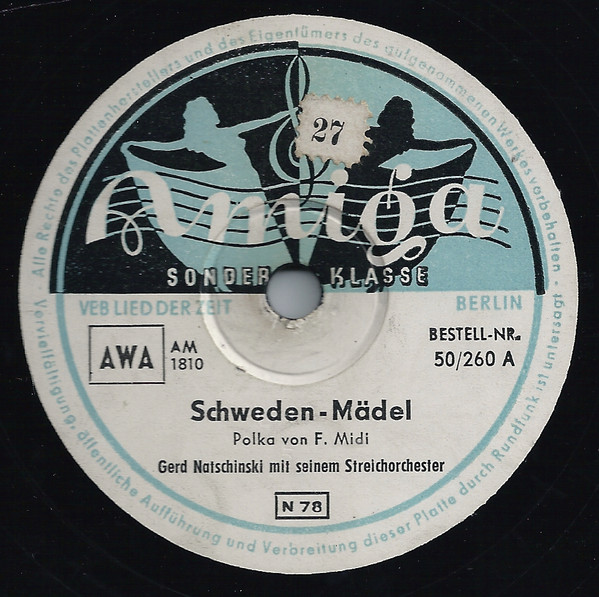 Alle Rechte des Plattenherstellers und des Eigentümers des aufgenommenen Werkes vorbehalten - Vervielfältigung, öffentliche Aufführung und Verbreitung dieser Platte durch Rundfunk ist untersagt -
27
Amiga
SONDER KLASSE
VEB LIED DER ZEIT
BERLIN
AWA
AM
1810
BESTELL-NR.
50/260 A
Schweden-Mädel
Polka von F. Midi
Gerd Natschinski mit seinem Streichorchester
N 78